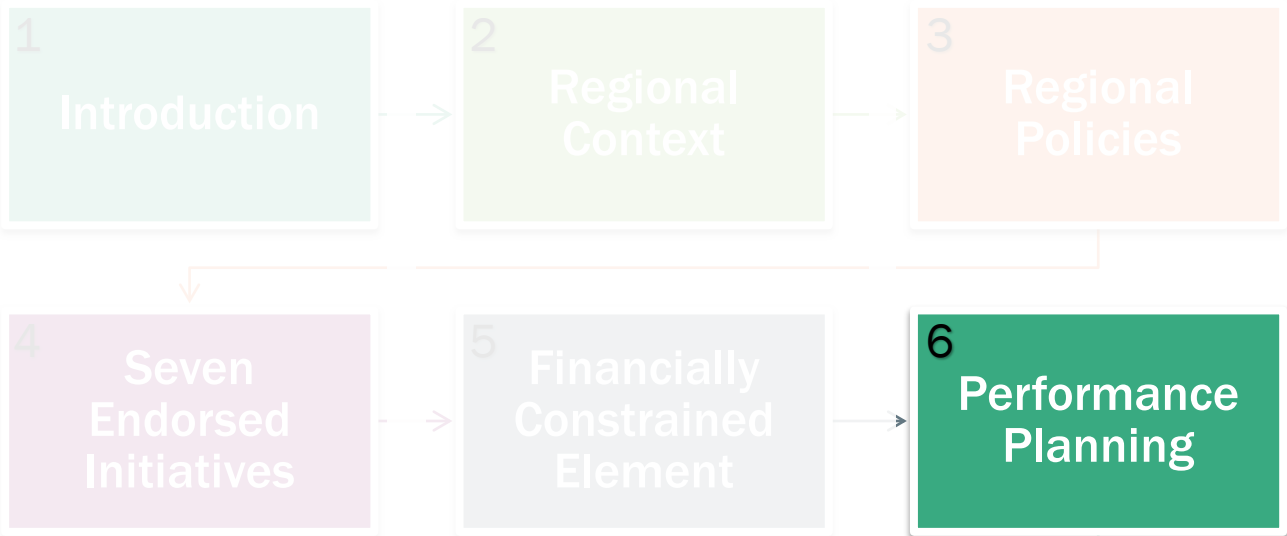 1
Introduction
2
Regional
Context
3
Regional
Policies
4
Seven
Endorsed
Initiatives
5
Financially
Constrained
Element
6
Performance
Planning